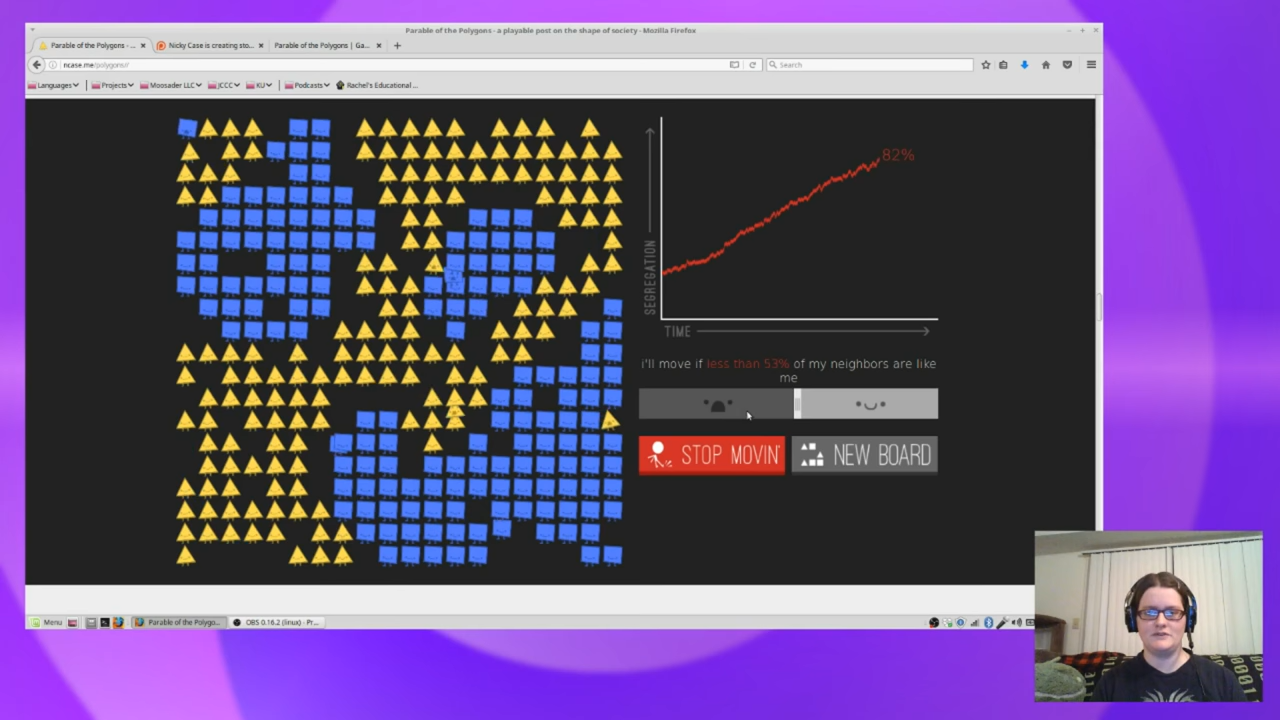 Parable of the Polygons - a playable post on the shape of society - Mozilla Firefox
Parable of the Polygons - ...
Nicky Case is creating sto...
Parable of the Polygons | Ga...
ncase.me/polygons//
Search
Languages
Projects
Moosader LLC
JCCC
KU
Podcasts
Rachel's Educational ...
82%
SEGREGATION
TIME
i'll move if less than 53% of my neighbors are like
me
STOP MOVIN'
NEW BOARD
Menu
Parable of the Polygo...
OBS 0.16.2 (linux) - Pr...